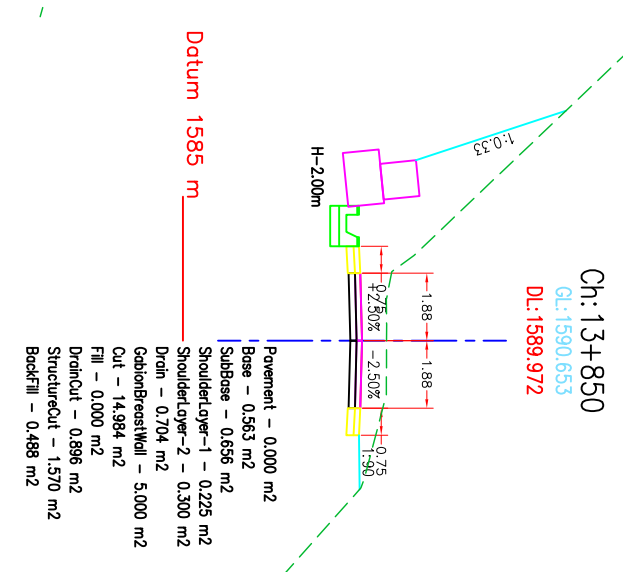 Ch: 13+850
GL:1590.653
DL:1589.972
1:0.33
H-2.00m
0.75
1.88
1.88
0.75
+2.50%
-2.50%
1:90
Datum 1585 m
Pavement - 0.000 m2
Base - 0.563 m2
SubBase - 0.656 m2
ShoulderLayer-1 - 0.225 m2
ShoulderLayer-2 - 0.300 m2
Drain - 0.704 m2
GabionBreastWall - 5.000 m2
Cut - 14.984 m2
Fill - 0.000 m2
DrainCut - 0.896 m2
StructureCut - 1.570 m2
BackFill - 0.488 m2